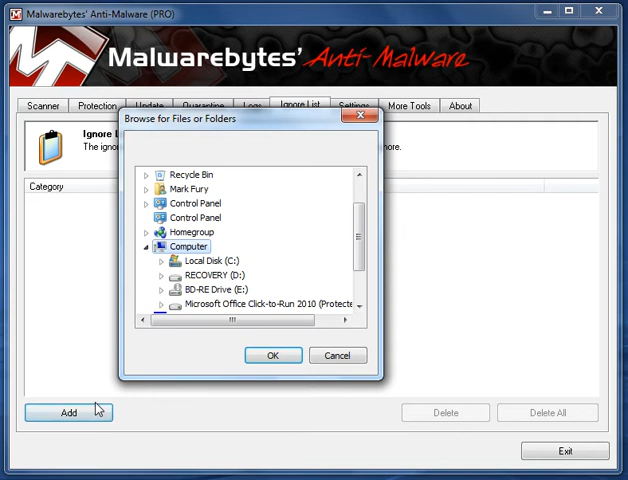 Malwarebytes' Anti-Malware (PRO)
Malwarebytes' Anti-Malware
Scanner Protection Update Quarantine Logs Ignore List Settings More Tools About
Browse for Files or Folders
Ignore L
The ignor
ore.
Category
Recycle Bin
Mark Fury
Control Panel
Control Panel
Homegroup
Computer
Local Disk (C:)
RECOVERY (D:)
BD-RE Drive (E:)
Microsoft Office Click-to-Run 2010 (Protecte
OK Cancel
Add Delete Delete All
Exit